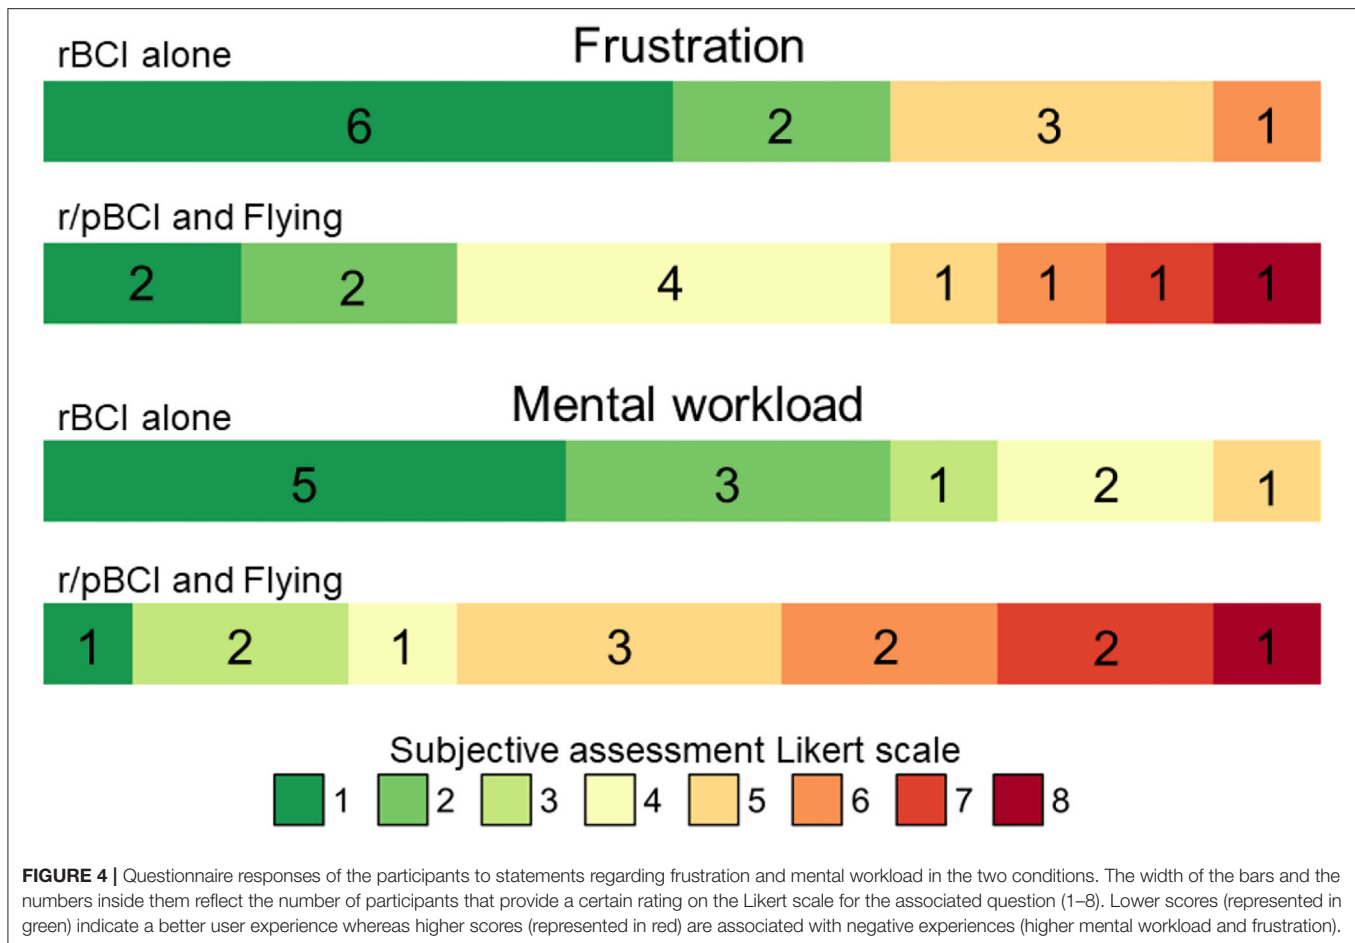 rBCI alone
Frustration
6 2 3 1
r/pBCI and Flying
2 2 4 1 1 1 1
Mental workload
rBCI alone
5 3 1 2 1
r/pBCI and Flying
1 2 1 3 2 2 1
Subjective assessment Likert scale
1 2 3 4 5 6 7 8
FIGURE 4 | Questionnaire responses of the participants to statements regarding frustration and mental workload in the two conditions. The width of the bars and the
numbers inside them reflect the number of participants that provide a certain rating on the Likert scale for the associated question (1–8). Lower scores (represented in
green) indicate a better user experience whereas higher scores (represented in red) are associated with negative experiences (higher mental workload and frustration).